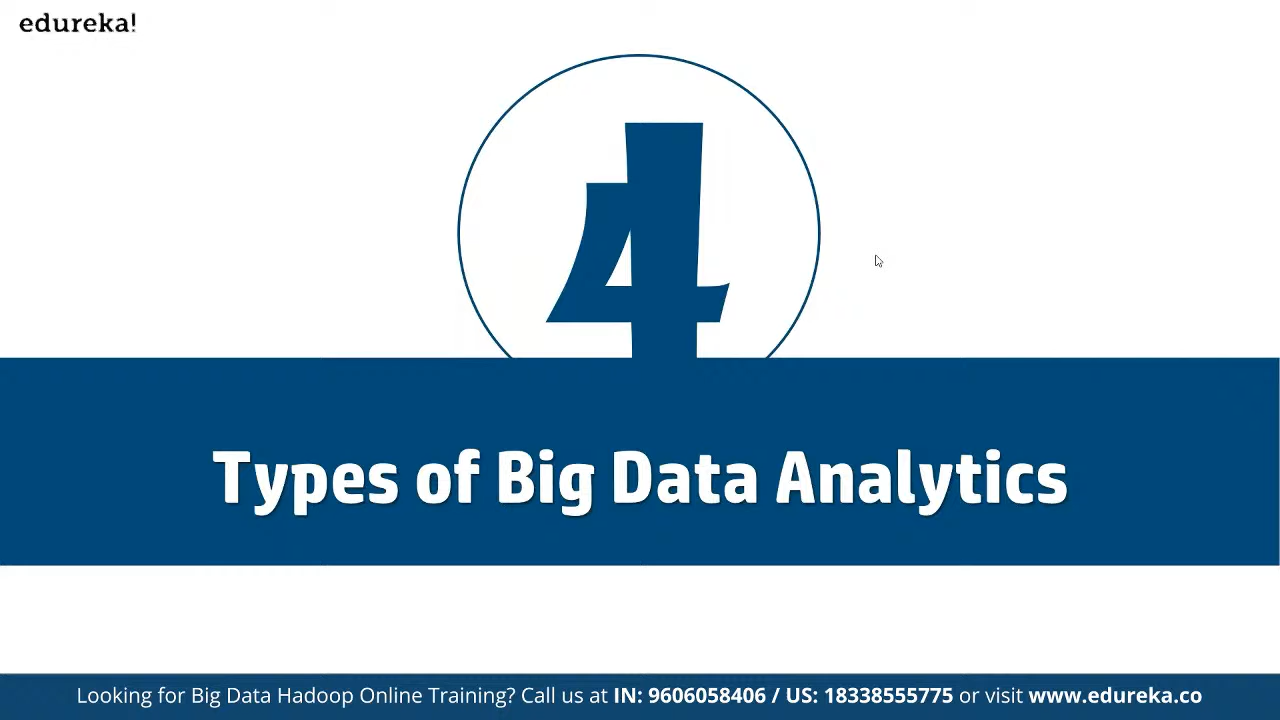 edureka!
4
Types of Big Data Analytics
Looking for Big Data Hadoop Online Training? Call us at IN: 9606058406 / US: 18338555775 or visit www.edureka.co